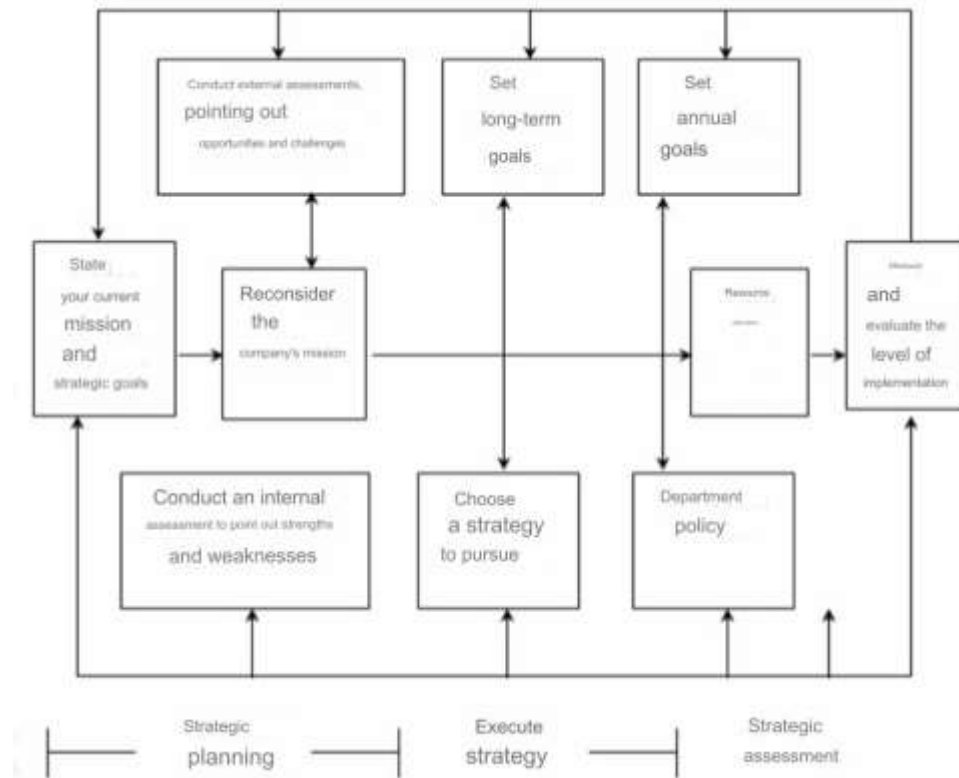 Conduct external assessments,
pointing out
opportunities and challenges
Set
long-term
goals
Set
annual
goals
State
your current
mission
and
strategic goals
Reconsider
the
company's mission
Resource
and
evaluate the
level of
implementation
Conduct an internal
assessment to point out strengths
and weaknesses
Choose
a strategy
to pursue
Department
policy
Strategic
planning
Execute
strategy
Strategic
assessment